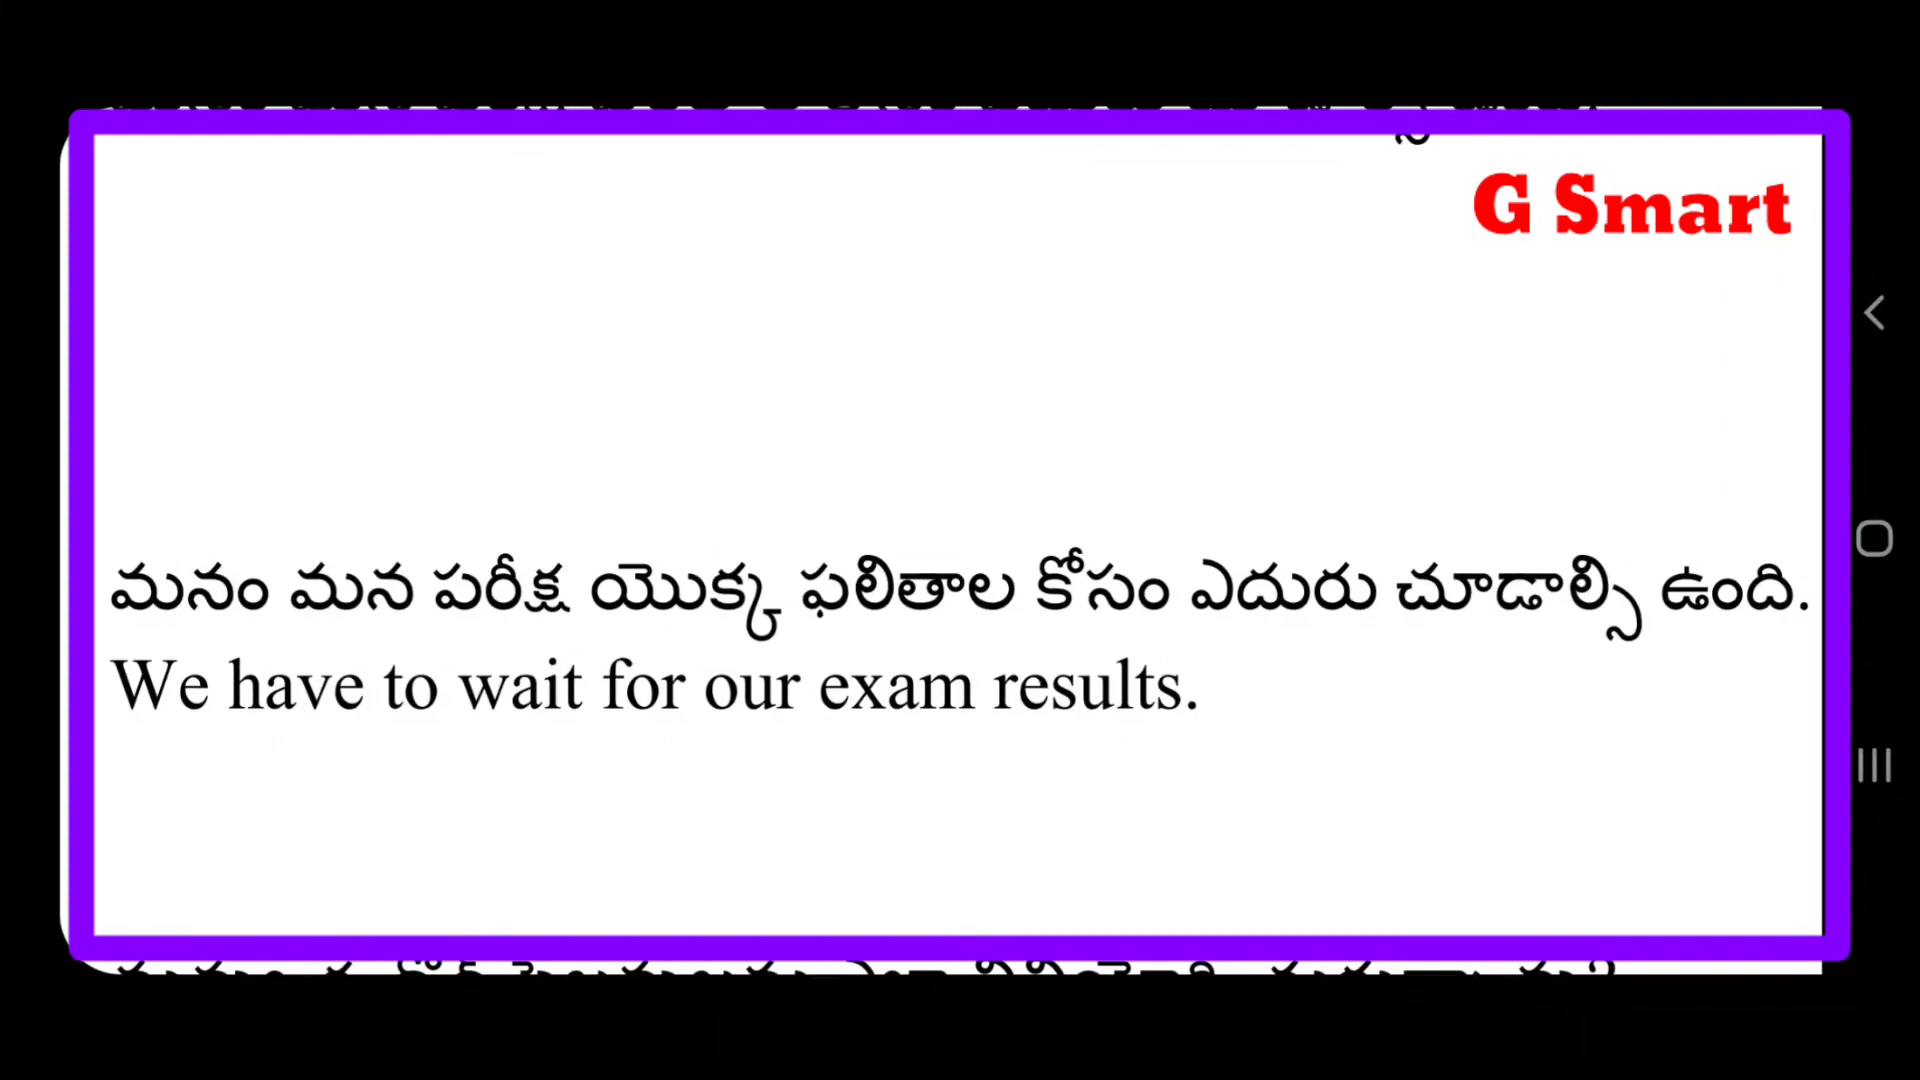 G Smart
మనం మన పరీక్ష యొక్క ఫలితాల కోసం ఎదురు చూడాల్సి ఉంది.
We have to wait for our exam results.